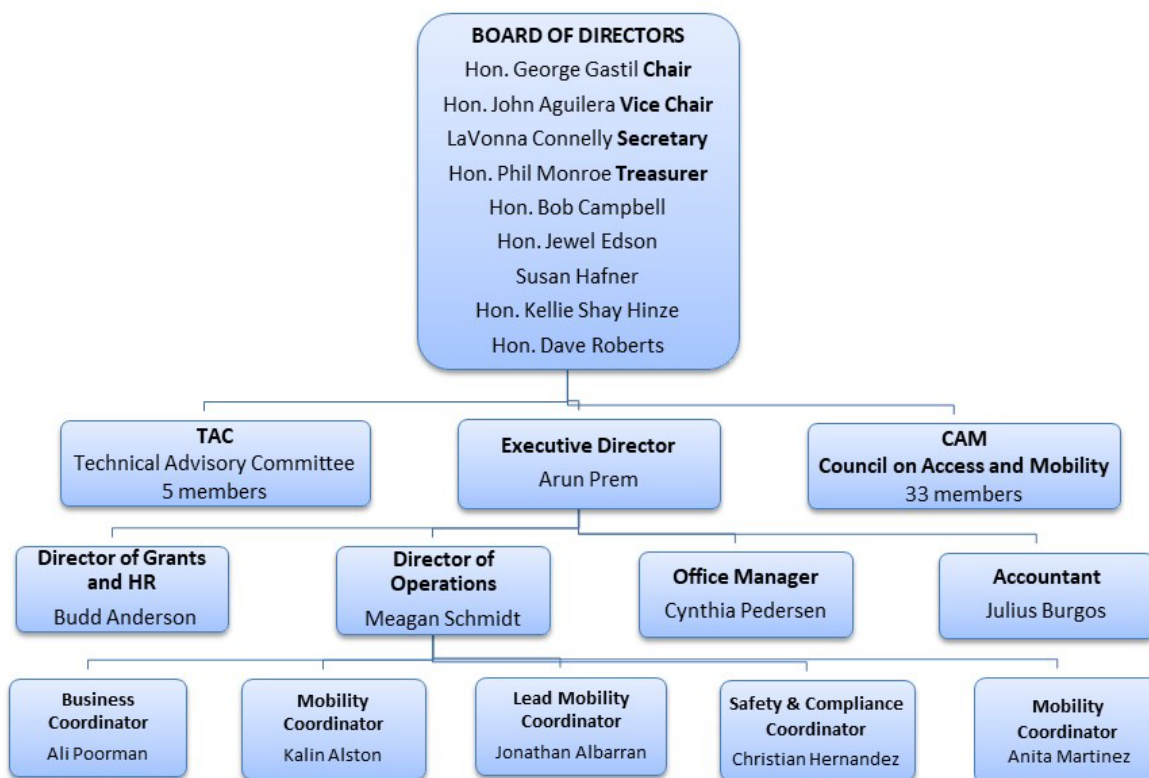 BOARD OF DIRECTORS
Hon. George Gastil Chair
Hon. John Aguilera Vice Chair
LaVonna Connelly Secretary
Hon. Phil Monroe Treasurer
Hon. Bob Campbell
Hon. Jewel Edson
Susan Hafner
Hon. Kellie Shay Hinze
Hon. Dave Roberts
TAC
Technical Advisory Committee
5 members
Executive Director
Arun Prem
CAM
Council on Access and Mobility
33 members
Director of Grants
and HR
Budd Anderson
Director of
Operations
Meagan Schmidt
Office Manager
Cynthia Pedersen
Accountant
Julius Burgos
Business
Coordinator
Ali Poorman
Mobility
Coordinator
Kalin Alston
Lead Mobility
Coordinator
Jonathan Albarran
Safety & Compliance
Coordinator
Christian Hernandez
Mobility
Coordinator
Anita Martinez